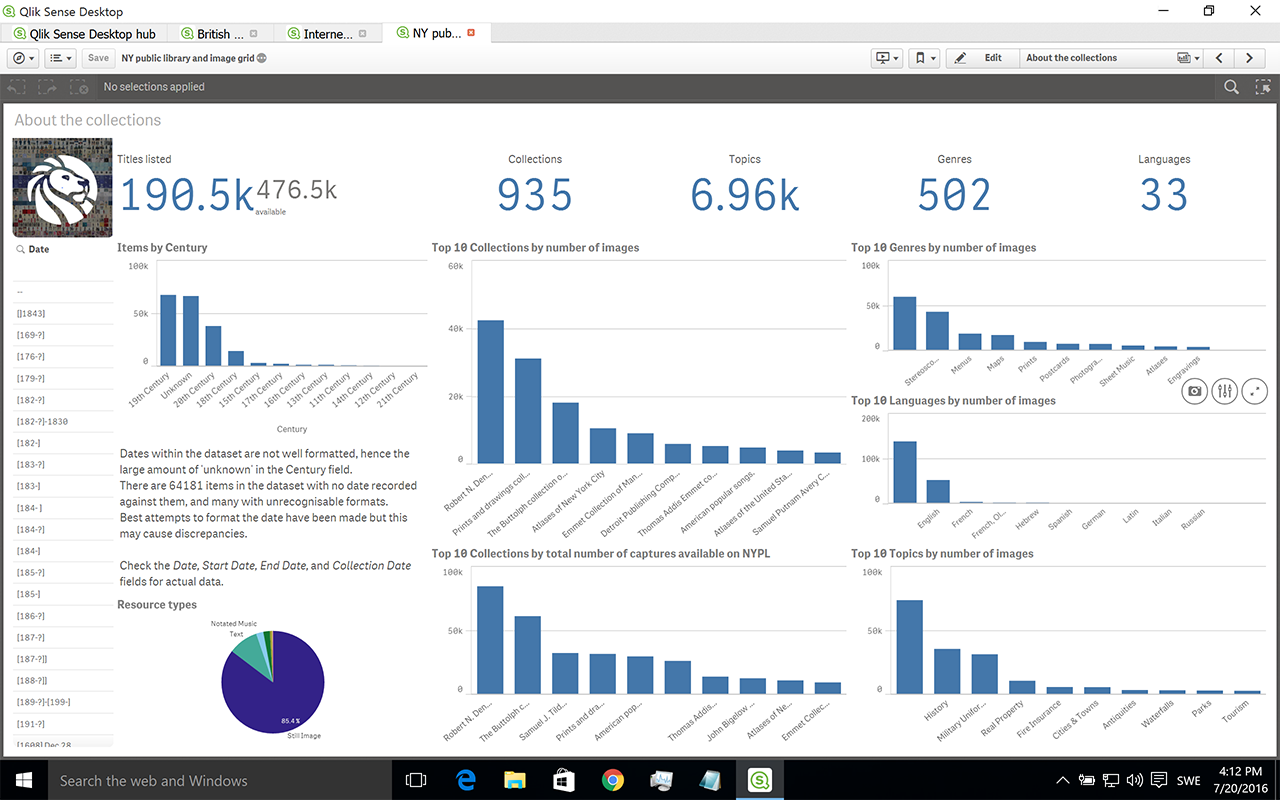 Qlik Sense Desktop
Qlik Sense Desktop hub
British ...
Interne...
NY pub...
Save
NY public library and image grid
Edit
About the collections
No selections applied
About the collections
Titles listed
190.5k
476.5k
available
Collections
935
Topics
6.96k
Genres
502
Languages
33
Date
--
[]1843]
[169-?]
[176-?]
[179-?]
[182-?]
[182-?]-1830
[182-]
[183-?]
[183-]
[184- ]
[184-?]
[184-]
[185-?]
[185-]
[186-?]
[187-?]
[187-?]]
[188-?]]
[189-?]-[199-]
[191-?]
[1608] Dec 28
Items by Century
100k
50k
0
19th Century
Unknown
20th Century
18th Century
15th Century
17th Century
16th Century
13th Century
11th Century
14th Century
12th Century
21th Century
Century
Dates within the dataset are not well formatted, hence the
large amount of 'unknown' in the Century field.
There are 64181 items in the dataset with no date recorded
against them, and many with unrecognisable formats.
Best attempts to format the date have been made but this
may cause discrepancies.
Check the Date, Start Date, End Date, and Collection Date
fields for actual data.
Resource types
Notated Music
Text
85.4%
Still Image
Top 10 Collections by number of images
60k
40k
20k
0
Robert N. Den...
Prints and drawings coll...
The Buttolph collection o...
Atlases of New York City
Emmet Collection of Man...
Detroit Publishing Comp...
Thomas Addis Emmet co...
American popular songs.
Atlases of the United Sta...
Samuel Putnam Avery C...
Top 10 Collections by total number of captures available on NYPL
100k
50k
0
Robert N. Den...
The Buttolph c...
Samuel J. Tild...
Prints and dra...
American pop...
Thomas Addis...
John Bigelow ...
Atlases of Ne...
Emmet Collec...
Top 10 Genres by number of images
100k
50k
0
Stereosco...
Menus
Maps
Prints
Postcards
Photogra...
Sheet Music
Atlases
Engravings
Top 10 Languages by number of images
200k
100k
0
English
French
French, Ol...
Hebrew
Spanish
German
Latin
Italian
Russian
Top 10 Topics by number of images
100k
50k
0
History
Military Unifor...
Real Property
Fire Insurance
Cities & Towns
Antiquities
Waterfalls
Parks
Tourism
Search the web and Windows
SWE
4:12 PM
7/20/2016